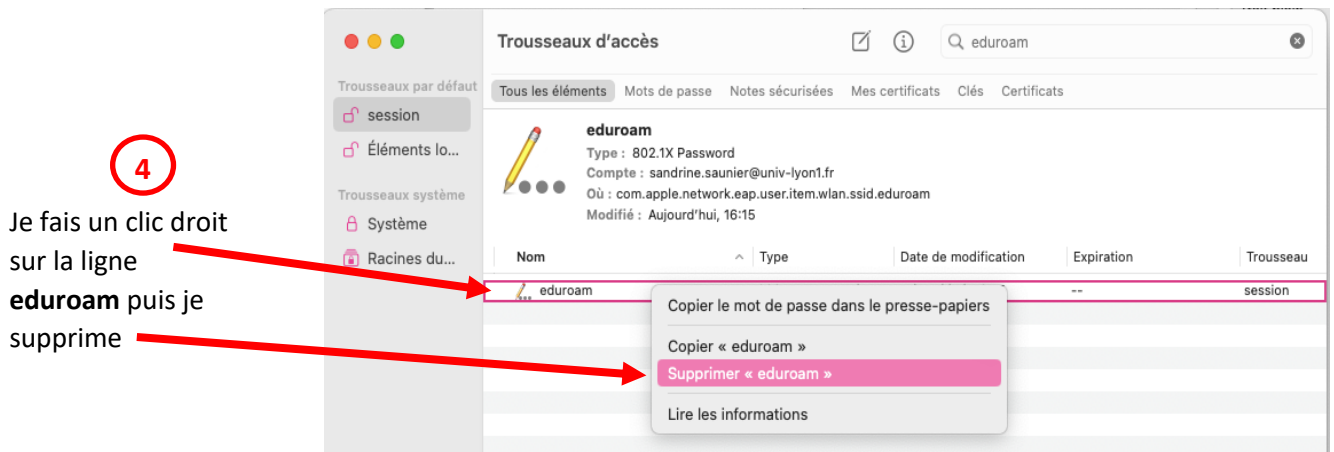 Trousseaux d'accès
eduroam
Trousseaux par défaut
session
Éléments lo...
Trousseaux système
Système
Racines du...
Tous les éléments Mots de passe Notes sécurisées Mes certificats Clés Certificats
eduroam
Type : 802.1X Password
Compte : sandrine.saunier@univ-lyon1.fr
Où : com.apple.network.eap.user.item.wlan.ssid.eduroam
Modifié : Aujourd'hui, 16:15
4
Je fais un clic droit
sur la ligne
eduroam puis je
supprime
Nom Type Date de modification Expiration Trousseau
eduroam -- session
Copier le mot de passe dans le presse-papiers
Copier « eduroam »
Supprimer « eduroam »
Lire les informations